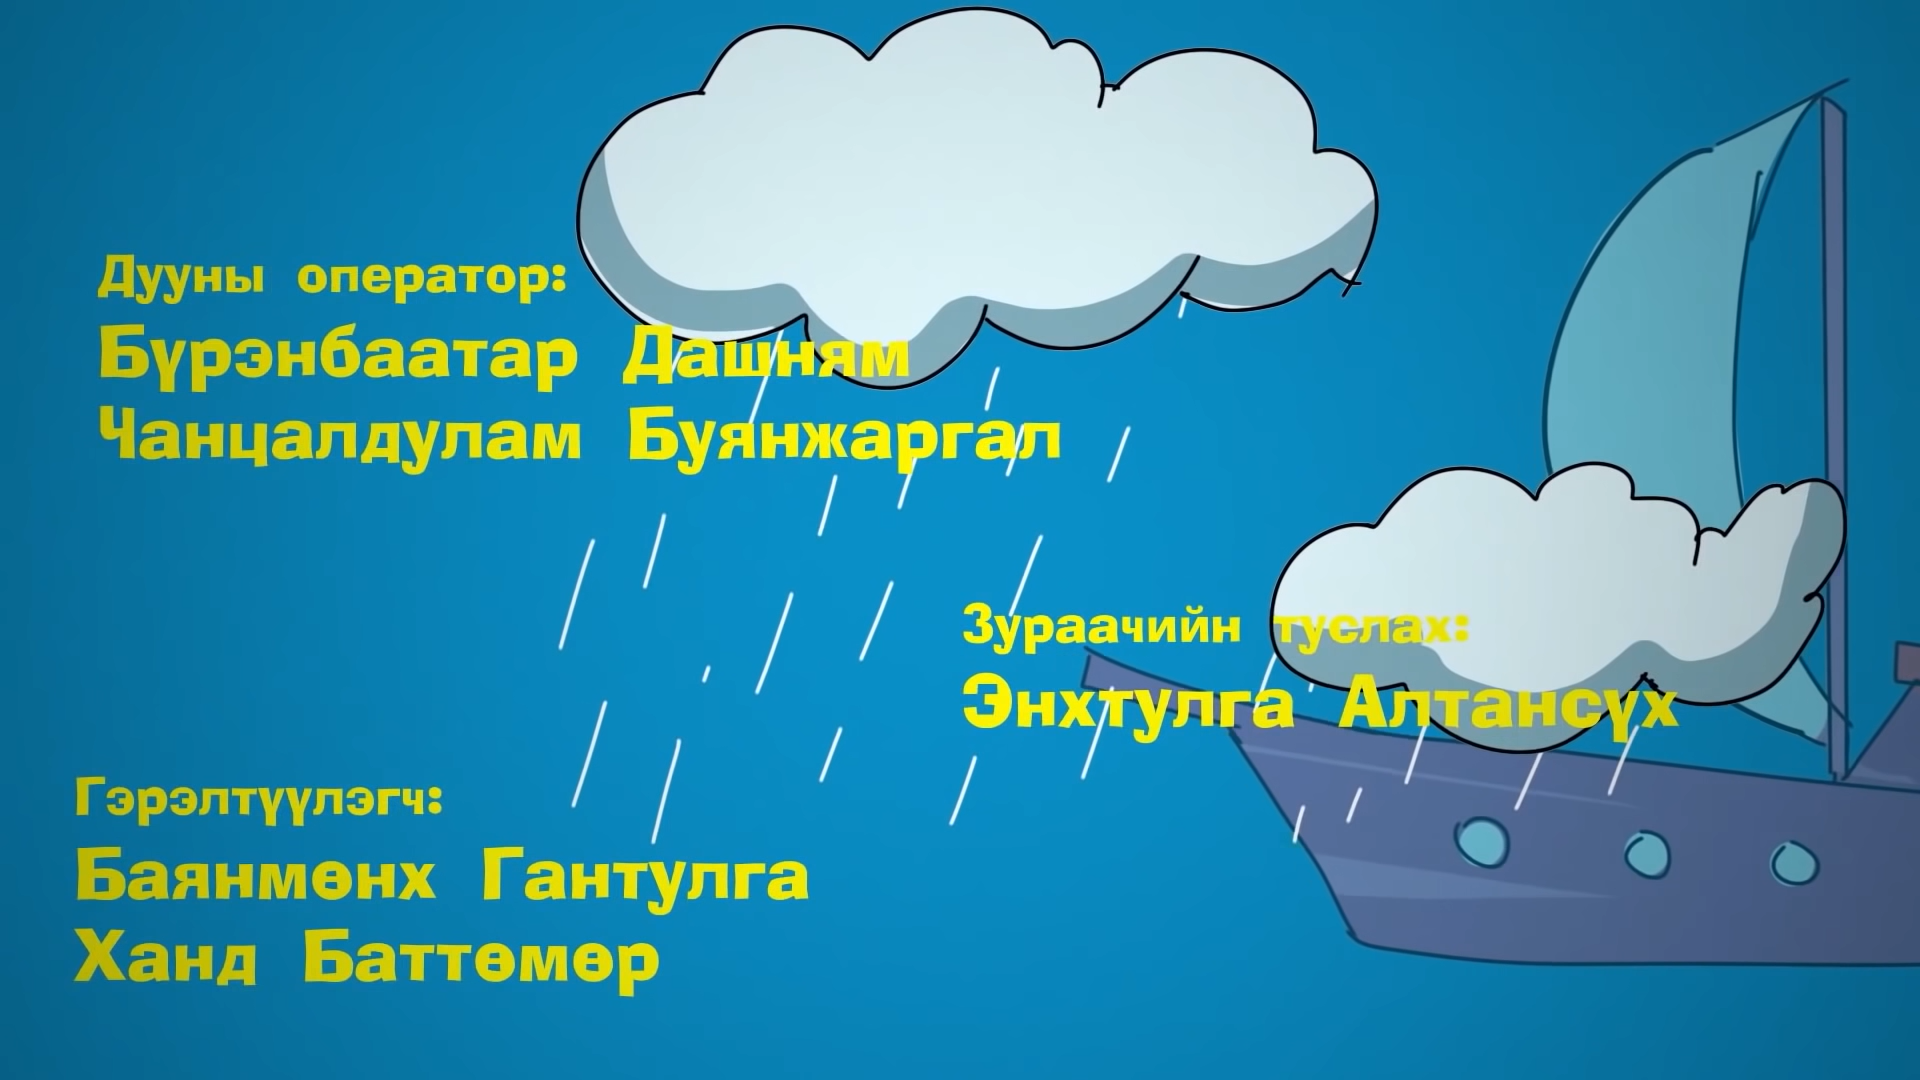 Дууны оператор:
Бүрэнбаатар Дашням
Чанцалдулам Буянжаргал
Зураачийн туслах:
Энхтулга Алтансүх
Гэрэлтүүлэгч:
Баянмөнх Гантулга
Ханд Баттөмөр